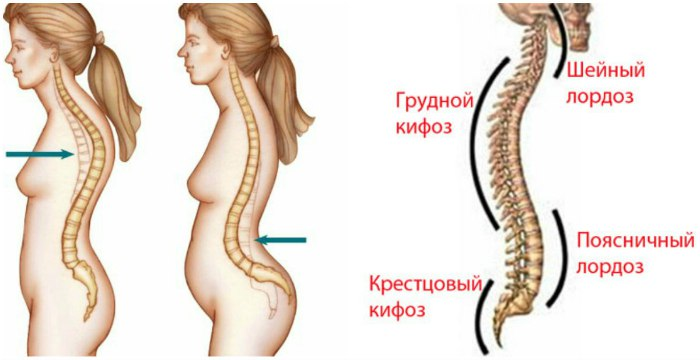 Шейный
лордоз
Грудной
кифоз
Поясничный
лордоз
Крестцовый
кифоз